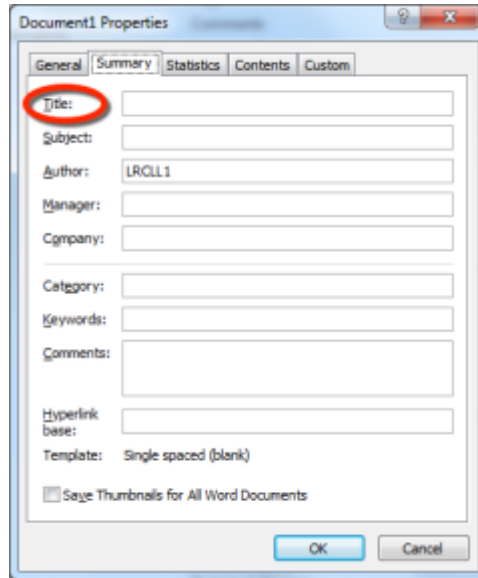 Document1 Properties
General Summary Statistics Contents Custom
Title:
Subject:
Author: LRCLL1
Manager:
Company:
Category:
Keywords:
Comments:
Hyperlink
base:
Template: Single spaced (blank)
Save Thumbnails for All Word Documents
OK Cancel